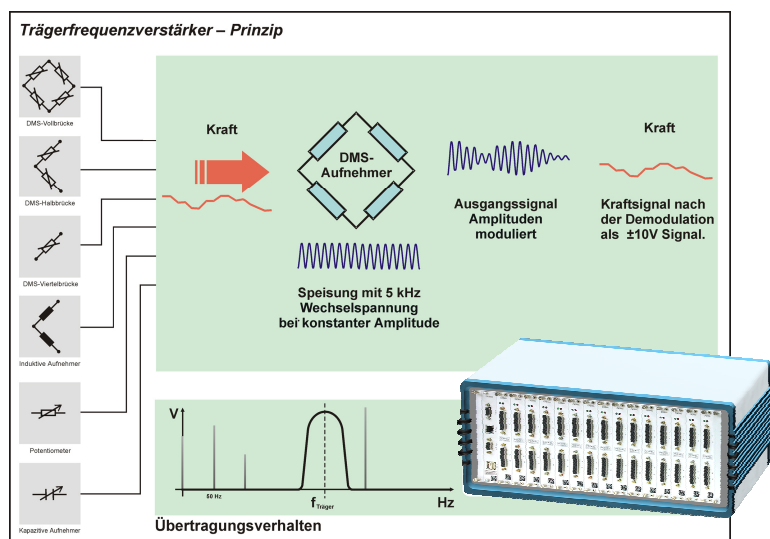 Trägerfrequenzverstärker – Prinzip
DMS-Vollbrücke
DMS-Halbbrücke
DMS-Viertelbrücke
Induktive Aufnehmer
Potentiometer
Kapazitive Aufnehmer
Kraft
DMS-
Aufnehmer
Speisung mit 5 kHz
Wechselspannung
bei konstanter Amplitude
Ausgangssignal
Amplituden
moduliert
Kraft
Kraftsignal nach
der Demodulation
als ±10V Signal.
V
50 Hz
fTräger
Hz
Übertragungsverhalten